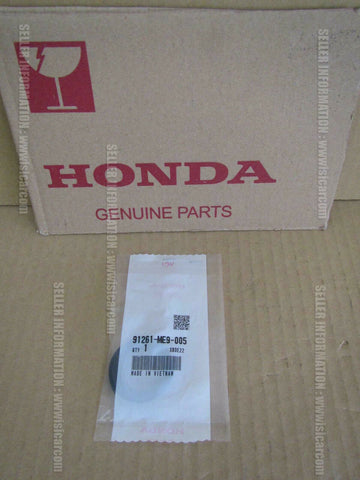 HONDA
GENUINE PARTS
91261-ME9-005
QTY 1 XB0E22
MADE IN VIETNAM
SELLER INFORMATION : www.isicar.com
SELLER INFORMATION : www.isicar.com
SELLER INFORMATION : www.isicar.com
SELLER INFORMATION : www.isicar.com